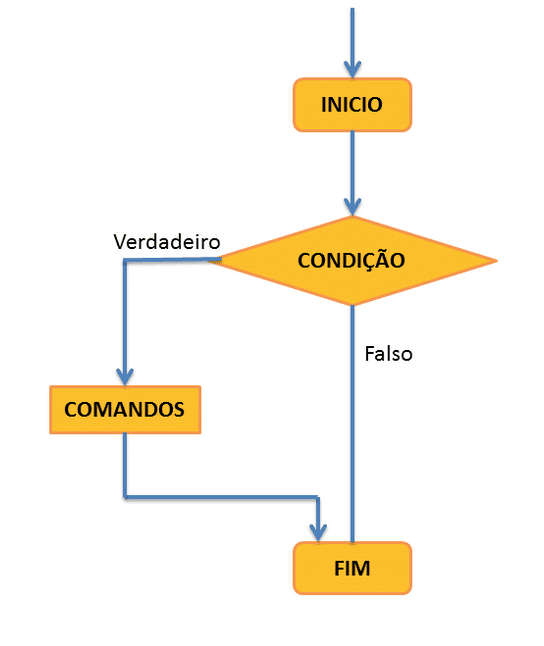 INICIO
Verdadeiro
CONDIÇÃO
Falso
COMANDOS
FIM